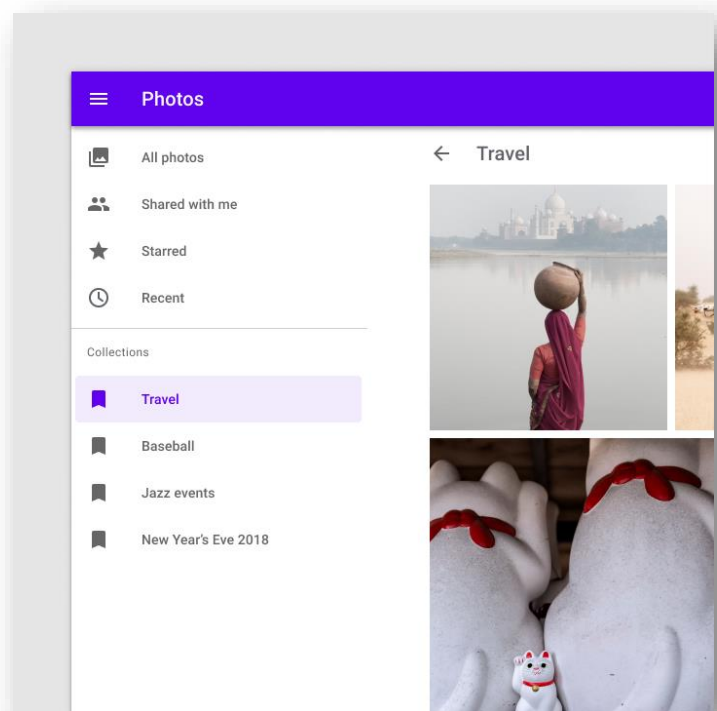 Photos
All photos
Shared with me
Starred
Recent
Collections
Travel
Baseball
Jazz events
New Year's Eve 2018
Travel